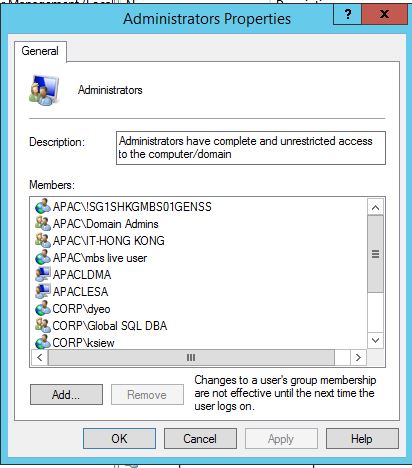 Administrators Properties
?
x
General
Administrators
Description:
Administrators have complete and unrestricted access
to the computer/domain
Members:
APAC\!SG1SHKGMBS01GENSS
APAC\Domain Admins
APAC\IT-HONG KONG
APAC\mbs live user
APACLDMA
APACLESA
CORP\dyeo
CORP\Global SQL DBA
CORP\ksiew
Add...
Remove
Changes to a user's group membership
are not effective until the next time the
user logs on.
OK
Cancel
Apply
Help